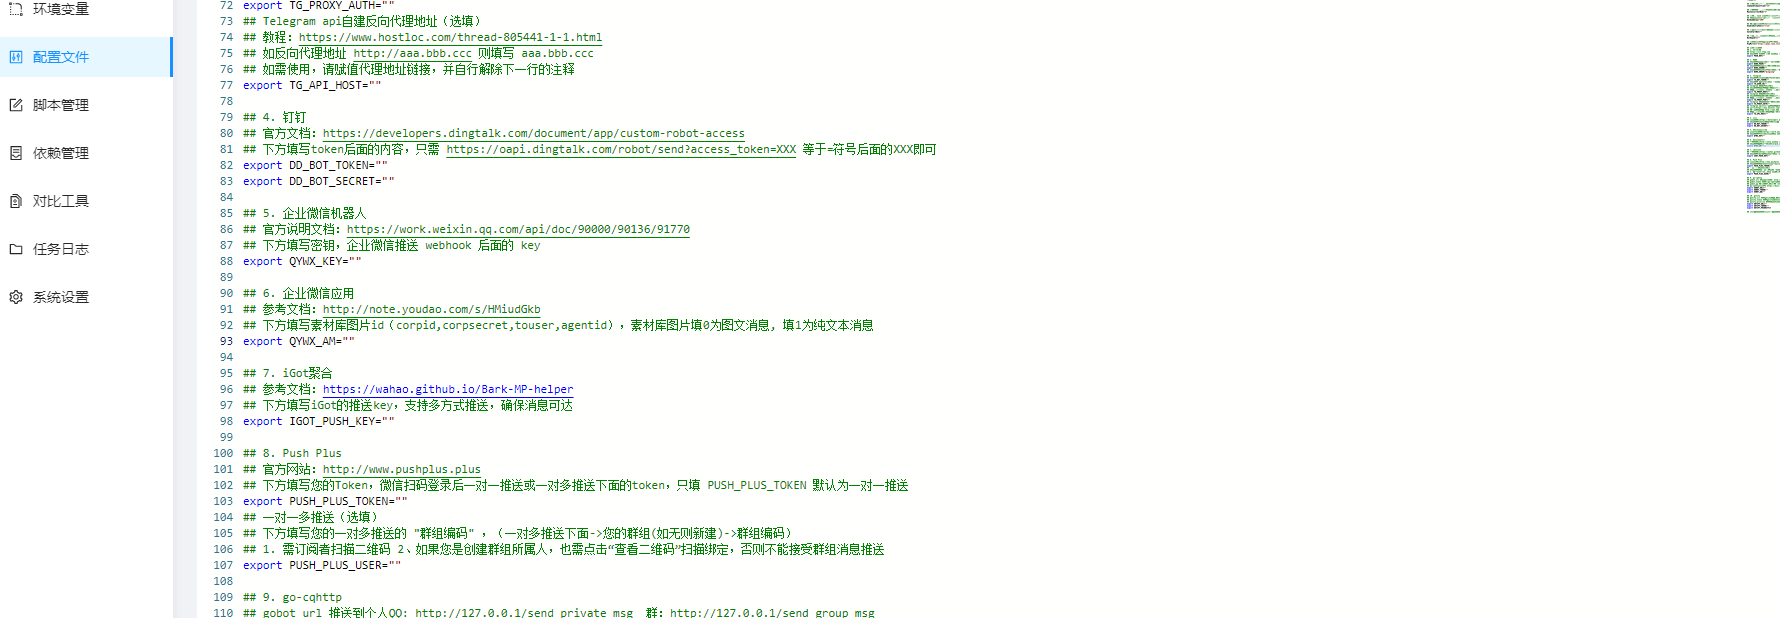 环境变量
配置文件
脚本管理
依赖管理
对比工具
任务日志
系统设置
72 export TG_PROXY_AUTH=""
73 ## Telegram api自建反向代理地址（选填）
74 ## 教程：https://www.hostloc.com/thread-805441-1-1.html
75 ## 如反向代理地址 http://aaa.bbb.ccc 则填写 aaa.bbb.ccc
76 ## 如需使用，请赋值代理地址链接，并自行解除下一行的注释
77 export TG_API_HOST=""
78
79 ## 4. 钉钉
80 ## 官方文档：https://developers.dingtalk.com/document/app/custom-robot-access
81 ## 下方填写token后面的内容，只需 https://oapi.dingtalk.com/robot/send?access_token=XXX 等于=符号后面的XXX即可
82 export DD_BOT_TOKEN=""
83 export DD_BOT_SECRET=""
84
85 ## 5. 企业微信机器人
86 ## 官方说明文档：https://work.weixin.qq.com/api/doc/90000/90136/91770
87 ## 下方填写密钥，企业微信推送 webhook 后面的 key
88 export QYWX_KEY=""
89
90 ## 6. 企业微信应用
91 ## 参考文档：http://note.youdao.com/s/HMiudGkb
92 ## 下方填写素材库图片id（corpid,corpsecret,touser,agentid），素材库图片填0为图文消息, 填1为纯文本消息
93 export QYWX_AM=""
94
95 ## 7. iGot聚合
96 ## 参考文档：https://wahao.github.io/Bark-MP-helper
97 ## 下方填写iGot的推送key，支持多方式推送，确保消息可达
98 export IGOT_PUSH_KEY=""
99
100 ## 8. Push Plus
101 ## 官方网站：http://www.pushplus.plus
102 ## 下方填写您的Token，微信扫码登录后一对一推送或一对多推送下面的token，只填 PUSH_PLUS_TOKEN 默认为一对一推送
103 export PUSH_PLUS_TOKEN=""
104 ## 一对一多推送（选填）
105 ## 下方填写您的一对多推送的 "群组编码" ，（一对多推送下面->您的群组(如无则新建)->群组编码）
106 ## 1. 需订阅者扫描二维码 2、如果您是创建群组所属人，也需点击“查看二维码”扫描绑定，否则不能接受群组消息推送
107 export PUSH_PLUS_USER=""
108
109 ## 9. go-cqhttp
110 ## gobot_url 推送到个人QQ: http://127.0.0.1/send_private_msg  群：http://127.0.0.1/send_group_msg